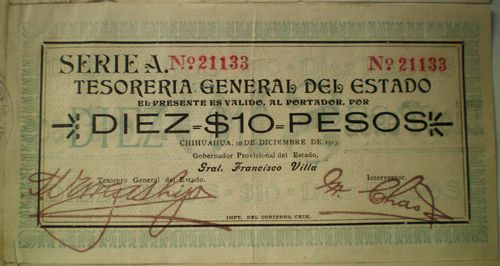 SERIE A. Nº 21133 Nº 21133
TESORERIA GENERAL DEL ESTADO
EL PRESENTE ES VALIDO, AL PORTADOR, POR
DIEZ=$10=PESOS
CHIHUAHUA, 10 DE DICIEMBRE DE 1913.
Gobernador Provisional del Estado,
Gral. Francisco Villa
Tesorero General del Estado, Interventor,
IMPT. DEL GOBIERNO, CHIH.